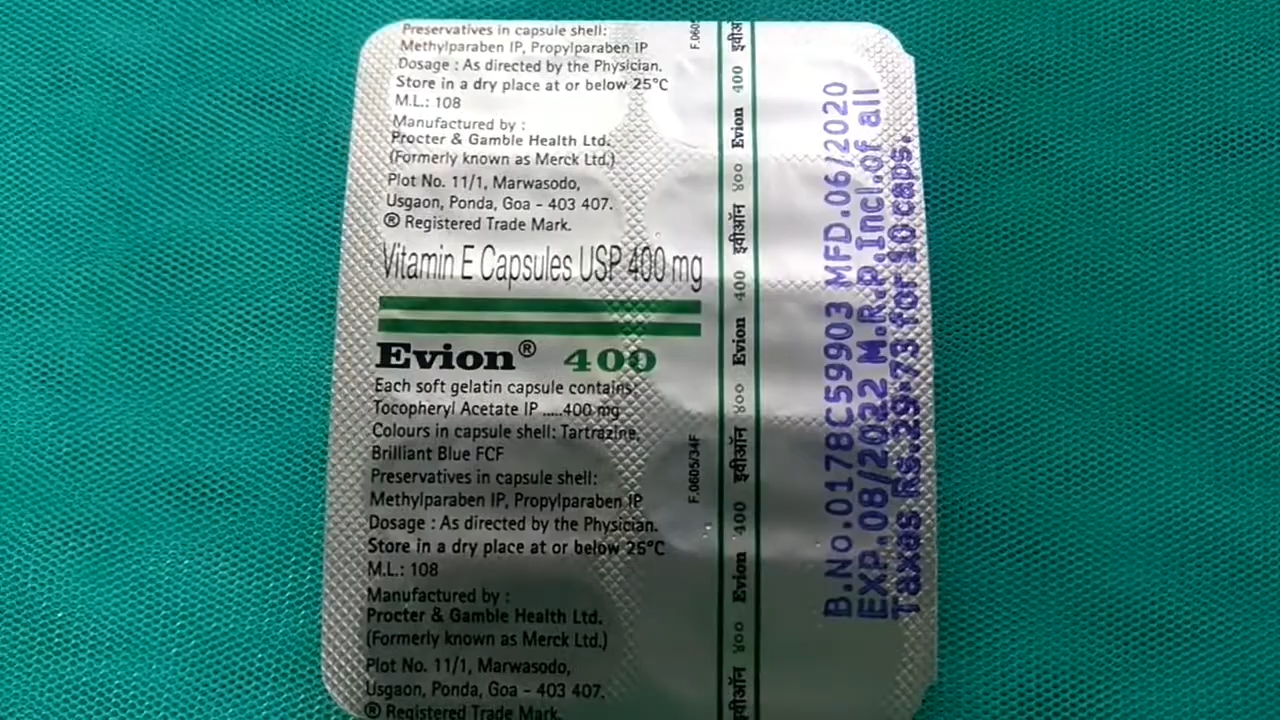 Preservatives in capsule shell:
Methylparaben IP, Propylparaben IP
Dosage : As directed by the Physician.
Store in a dry place at or below 25°C
M.L.: 108
Manufactured by :
Procter & Gamble Health Ltd.
(Formerly known as Merck Ltd.)
Plot No. 11/1, Marwasodo,
Usgaon, Ponda, Goa - 403 407.
® Registered Trade Mark.
Vitamin E Capsules USP 400 mg
Evion® 400
Each soft gelatin capsule contains:
Tocopheryl Acetate IP .....400 mg
Colours in capsule shell: Tartrazine,
Brilliant Blue FCF
Preservatives in capsule shell:
Methylparaben IP, Propylparaben IP
Dosage : As directed by the Physician.
Store in a dry place at or below 25°C
M.L.: 108
Manufactured by :
Procter & Gamble Health Ltd.
(Formerly known as Merck Ltd.)
Plot No. 11/1, Marwasodo,
Usgaon, Ponda, Goa - 403 407.
® Registered Trade Mark.
F.0605
F.0605/34F
इवीऑन ४०० Evion 400 इवीऑन ४०० Evion 400 इवीऑन ४०० Evion 400 इवीऑ
B.No.0178C59903 MFD.06/2020
EXP.08/2022 M.R.P.Incl.of all
Taxes Rs.29.73 for 10 caps.